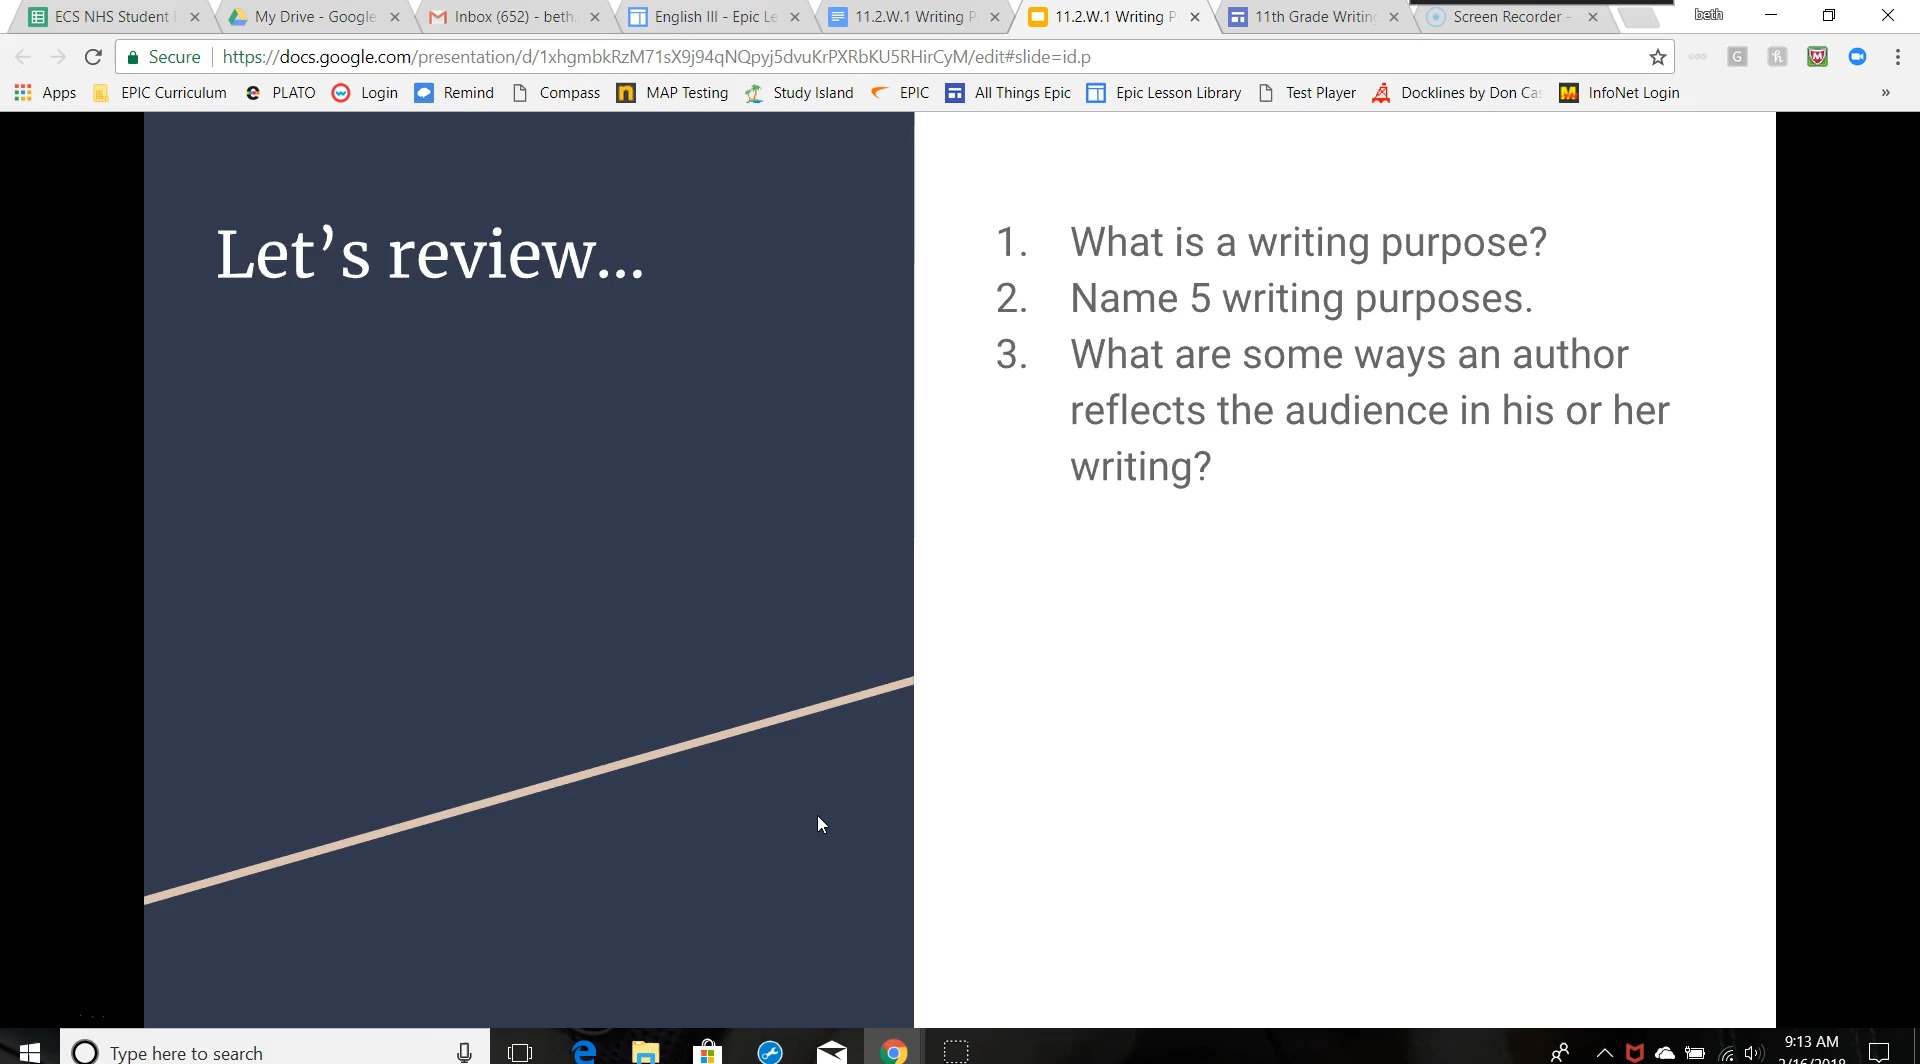 ECS NHS Student
My Drive - Google
Inbox (652) - beth.
English III - Epic Le
11.2.W.1 Writing P
11.2.W.1 Writing P
11th Grade Writing
Screen Recorder -
beth
Secure
https://docs.google.com/presentation/d/1xhgmbkRzM71sX9j94qNQpyj5dvuKrPXRbKU5RHirCyM/edit#slide=id.p
Apps
EPIC Curriculum
PLATO
Login
Remind
Compass
MAP Testing
Study Island
EPIC
All Things Epic
Epic Lesson Library
Test Player
Docklines by Don Cas
InfoNet Login
»
Let’s review...
1. What is a writing purpose?
2. Name 5 writing purposes.
3. What are some ways an author
reflects the audience in his or her
writing?
Type here to search
9:13 AM
2/16/2018